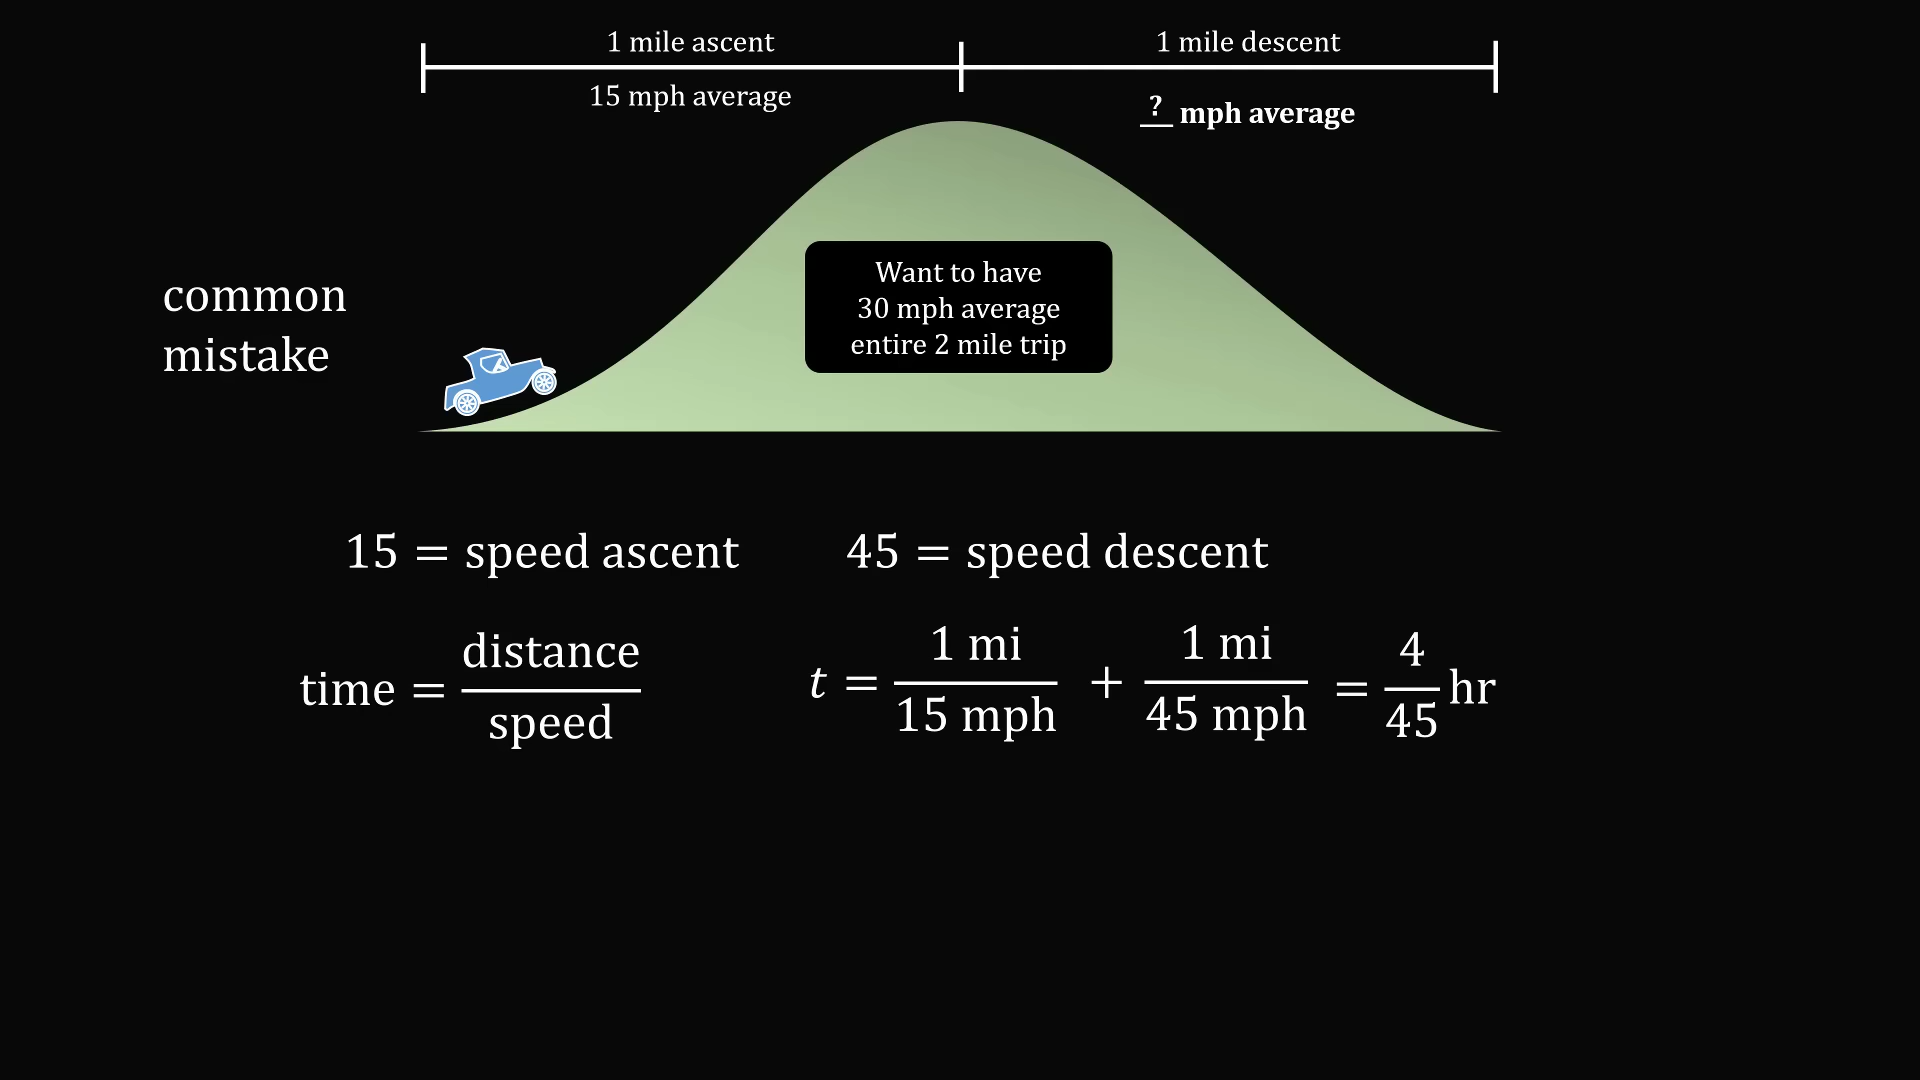 1 mile ascent
1 mile descent
15 mph average
? mph average
Want to have
30 mph average
entire 2 mile trip
common
mistake
15 = speed ascent
45 = speed descent
time = distance / speed
t = 1 mi / 15 mph + 1 mi / 45 mph = 4 / 45 hr